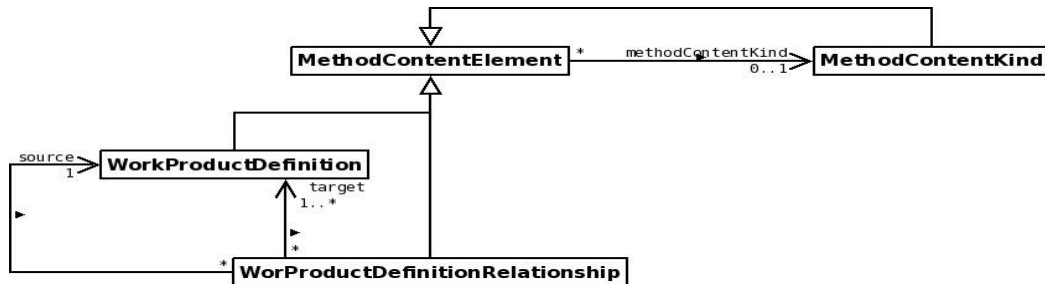 MethodContentElement
* methodContentKind
0..1
MethodContentKind
source
1
WorkProductDefinition
target
1..*
*
*
WorProductDefinitionRelationship